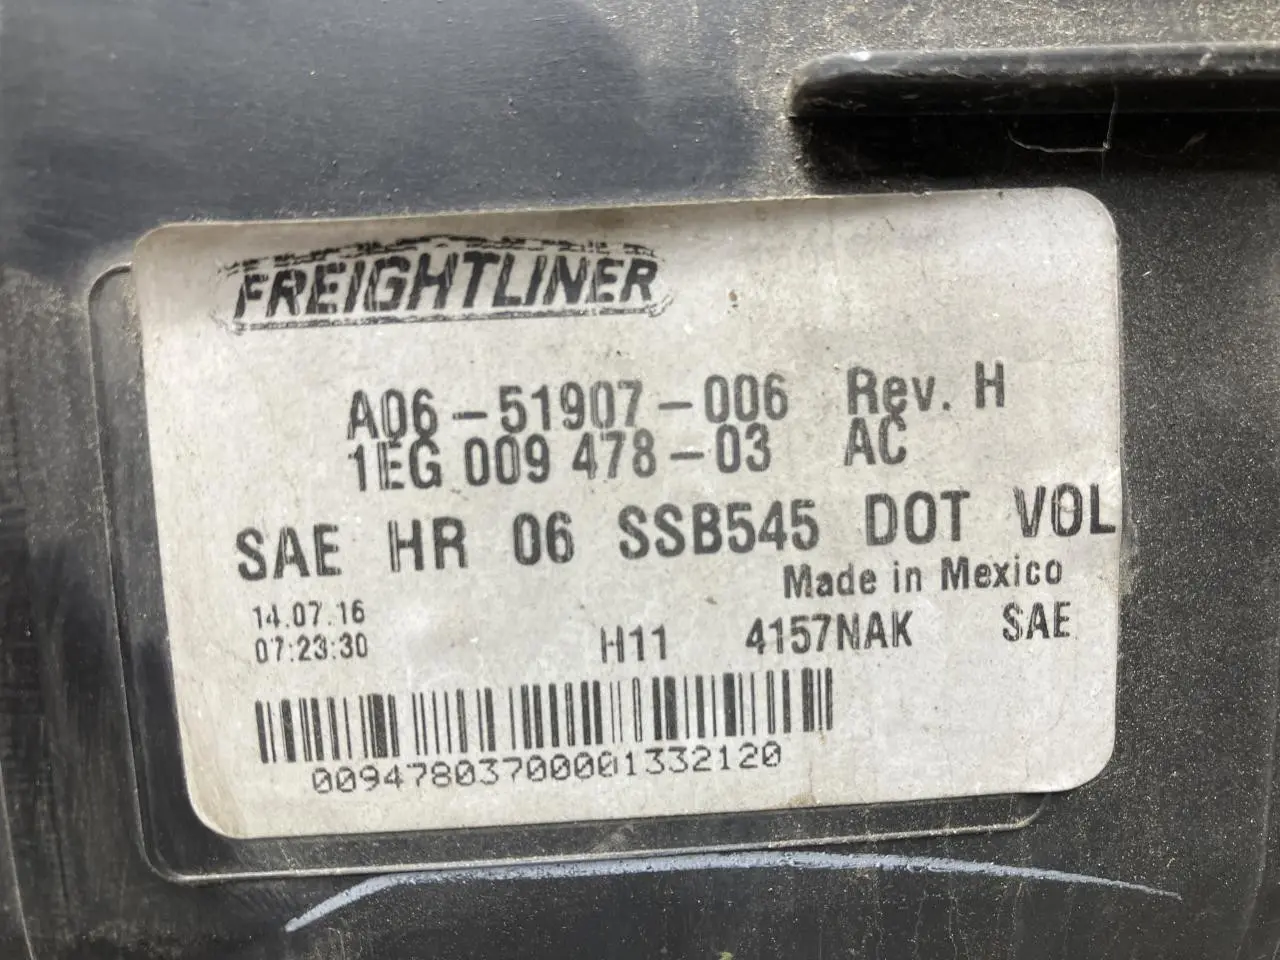 FREIGHTLINER
A06-51907-006 Rev. H
1EG 009 478-03 AC
SAE HR 06 SSB545 DOT VOL
Made in Mexico
14.07.16
07:23:30
H11 4157NAK SAE
00947803700001332120